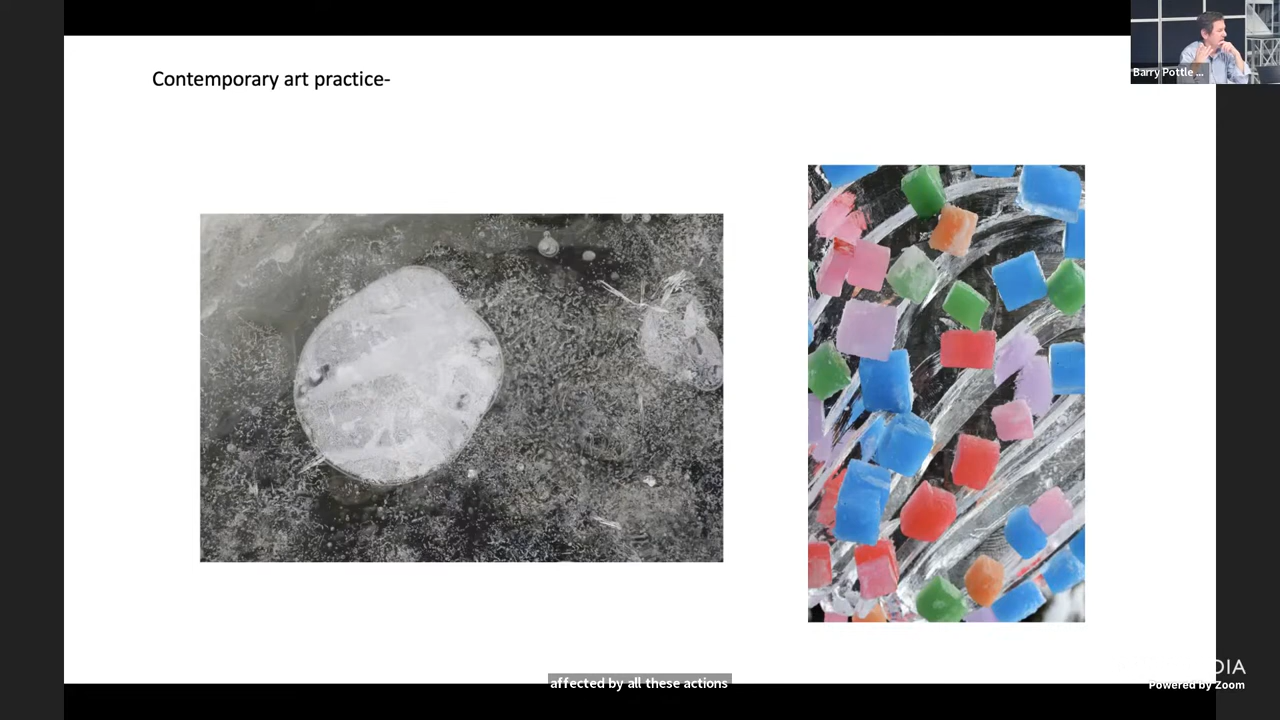 Contemporary art practice-
Barry Pottle ...
affected by all these actions
DIA
Powered by Zoom